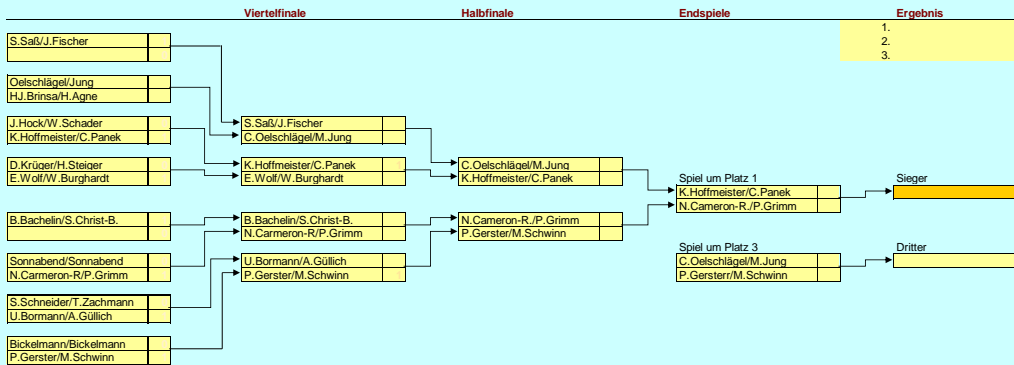 Viertelfinale Halbfinale Endspiele Ergebnis
1.
2.
3.
S.Saß/J.Fischer
Oelschlägel/Jung
HJ.Brinsa/H.Agne
J.Hock/W.Schader
K.Hoffmeister/C.Panek
D.Krüger/H.Steiger
E.Wolf/W.Burghardt
B.Bachelin/S.Christ-B.
Sonnabend/Sonnabend
N.Carmeron-R/P.Grimm
S.Schneider/T.Zachmann
U.Bormann/A.Güllich
Bickelmann/Bickelmann
P.Gerster/M.Schwinn
S.Saß/J.Fischer
C.Oelschlägel/M.Jung
K.Hoffmeister/C.Panek
E.Wolf/W.Burghardt
B.Bachelin/S.Christ-B.
N.Carmeron-R/P.Grimm
U.Bormann/A.Güllich
P.Gerster/M.Schwinn
C.Oelschlägel/M.Jung
K.Hoffmeister/C.Panek
N.Cameron-R./P.Grimm
P.Gerster/M.Schwinn
Spiel um Platz 1
K.Hoffmeister/C.Panek
N.Cameron-R./P.Grimm
Spiel um Platz 3
C.Oelschlägel/M.Jung
P.Gersterr/M.Schwinn
Sieger
Dritter